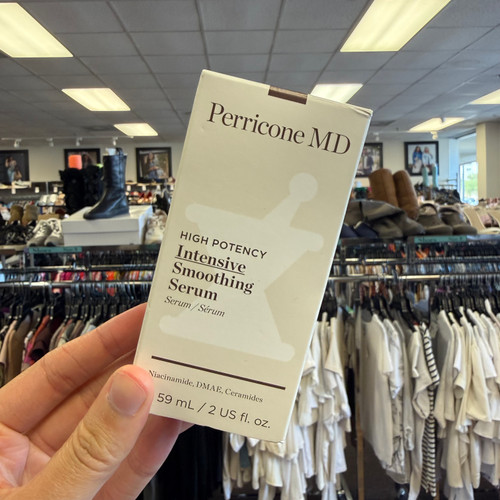 Perricone MD
HIGH POTENCY
Intensive
Smoothing
Serum
Serum / Sérum
Niacinamide, DMAE, Ceramides
59 mL / 2 US fl. oz.